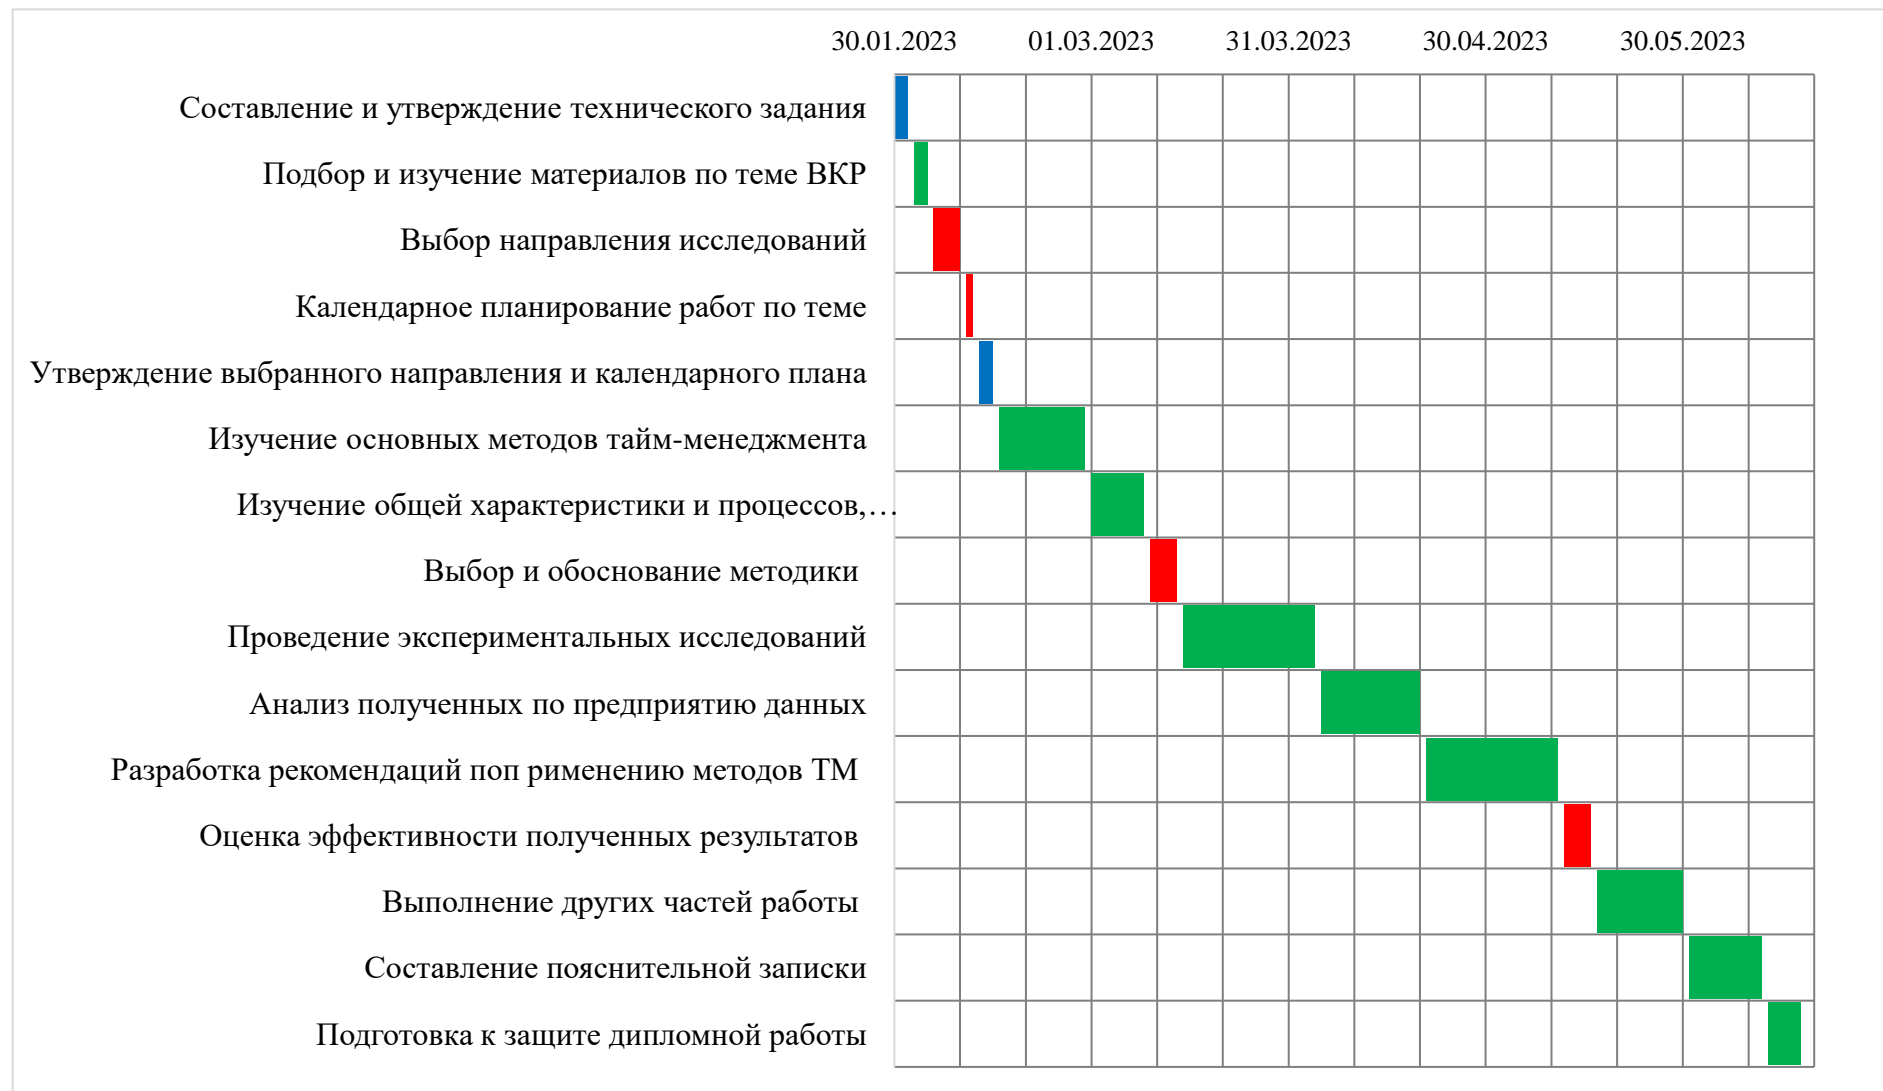 30.01.2023 01.03.2023 31.03.2023 30.04.2023 30.05.2023
Составление и утверждение технического задания
Подбор и изучение материалов по теме ВКР
Выбор направления исследований
Календарное планирование работ по теме
Утверждение выбранного направления и календарного плана
Изучение основных методов тайм-менеджмента
Изучение общей характеристики и процессов,…
Выбор и обоснование методики
Проведение экспериментальных исследований
Анализ полученных по предприятию данных
Разработка рекомендаций поп рименению методов ТМ
Оценка эффективности полученных результатов
Выполнение других частей работы
Составление пояснительной записки
Подготовка к защите дипломной работы